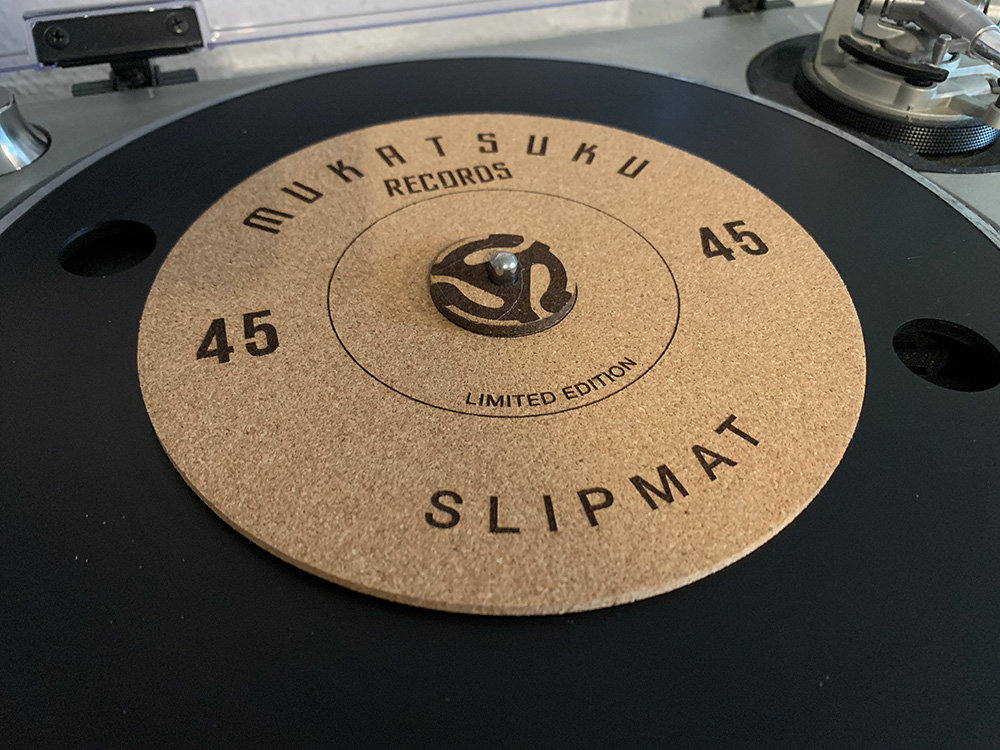 MUKATSUKU
RECORDS
45
45
LIMITED EDITION
SLIPMAT